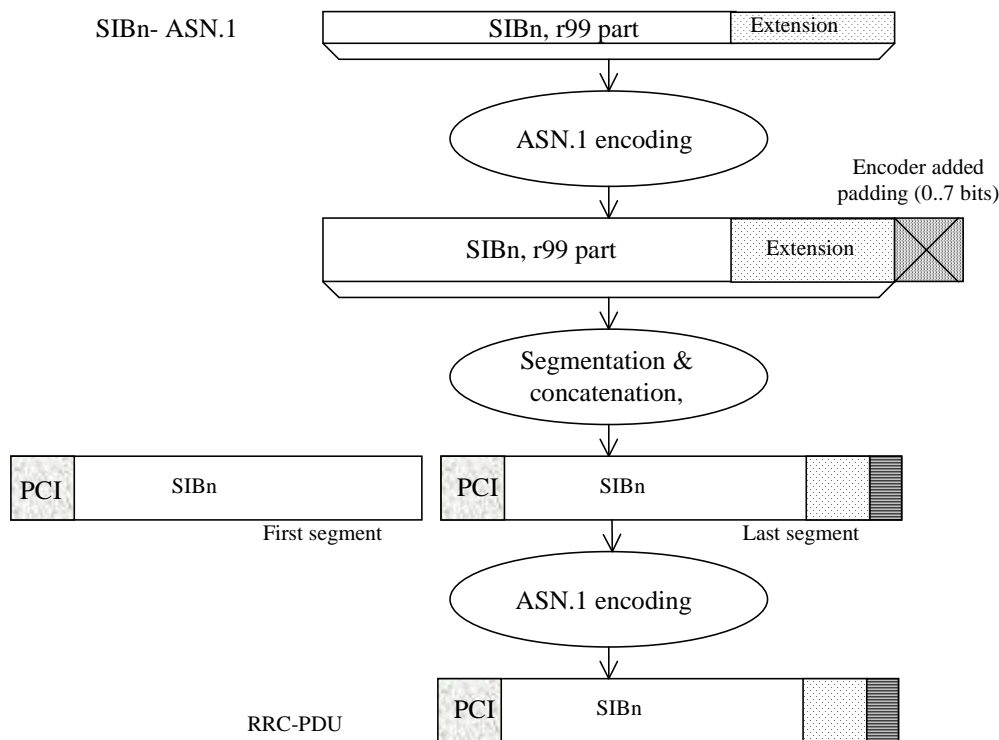 SIBn- ASN.1
SIBn, r99 part
Extension
ASN.1 encoding
Encoder added
padding (0..7 bits)
SIBn, r99 part
Extension
Segmentation &
concatenation,
PCI
SIBn
PCI
SIBn
First segment
Last segment
ASN.1 encoding
RRC-PDU
PCI
SIBn